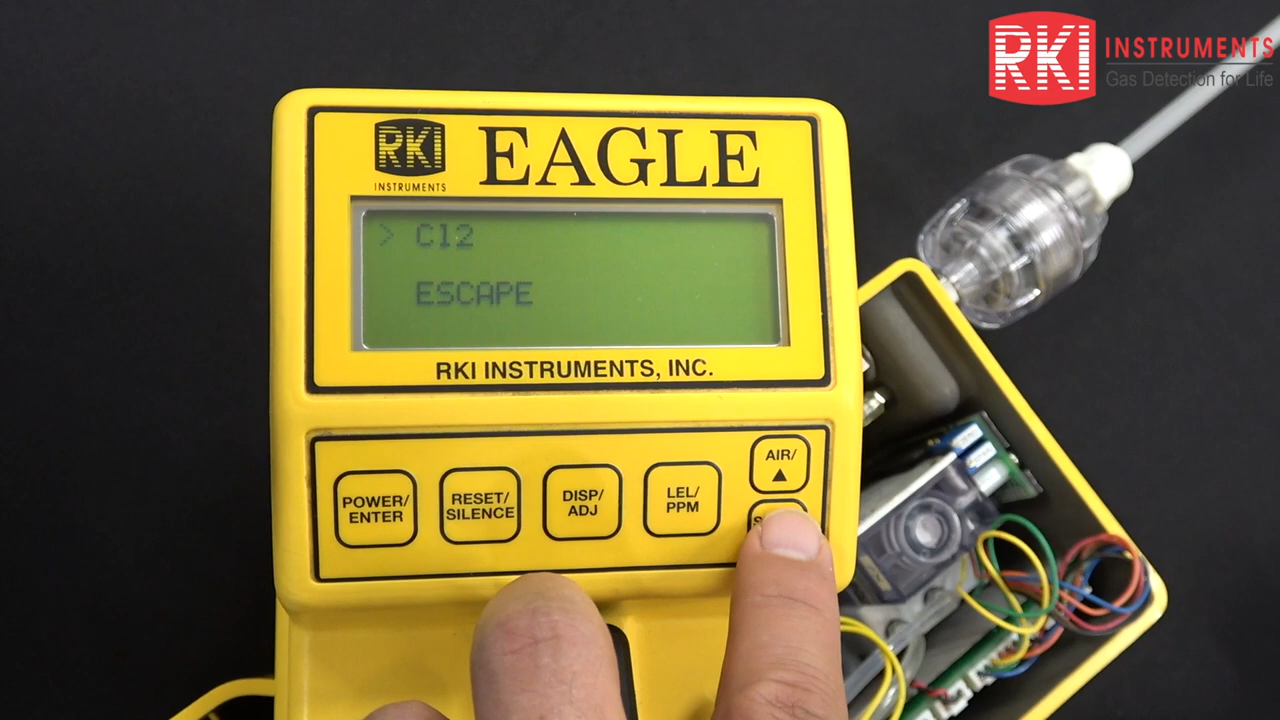 RKI INSTRUMENTS
Gas Detection for Life
RKI
INSTRUMENTS
EAGLE
> Cl2
ESCAPE
RKI INSTRUMENTS, INC.
POWER/
ENTER
RESET/
SILENCE
DISP/
ADJ
LEL/
PPM
AIR/
▲